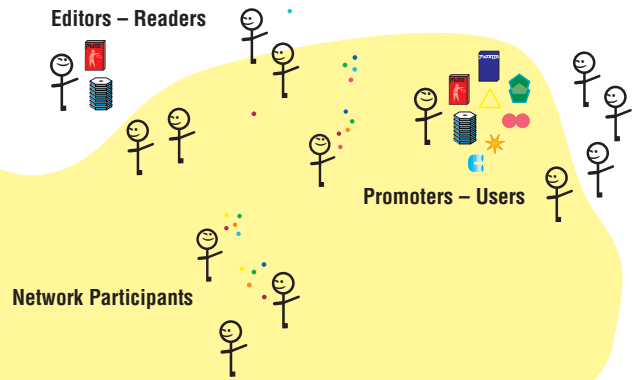 Editors – Readers
Promoters – Users
Network Participants